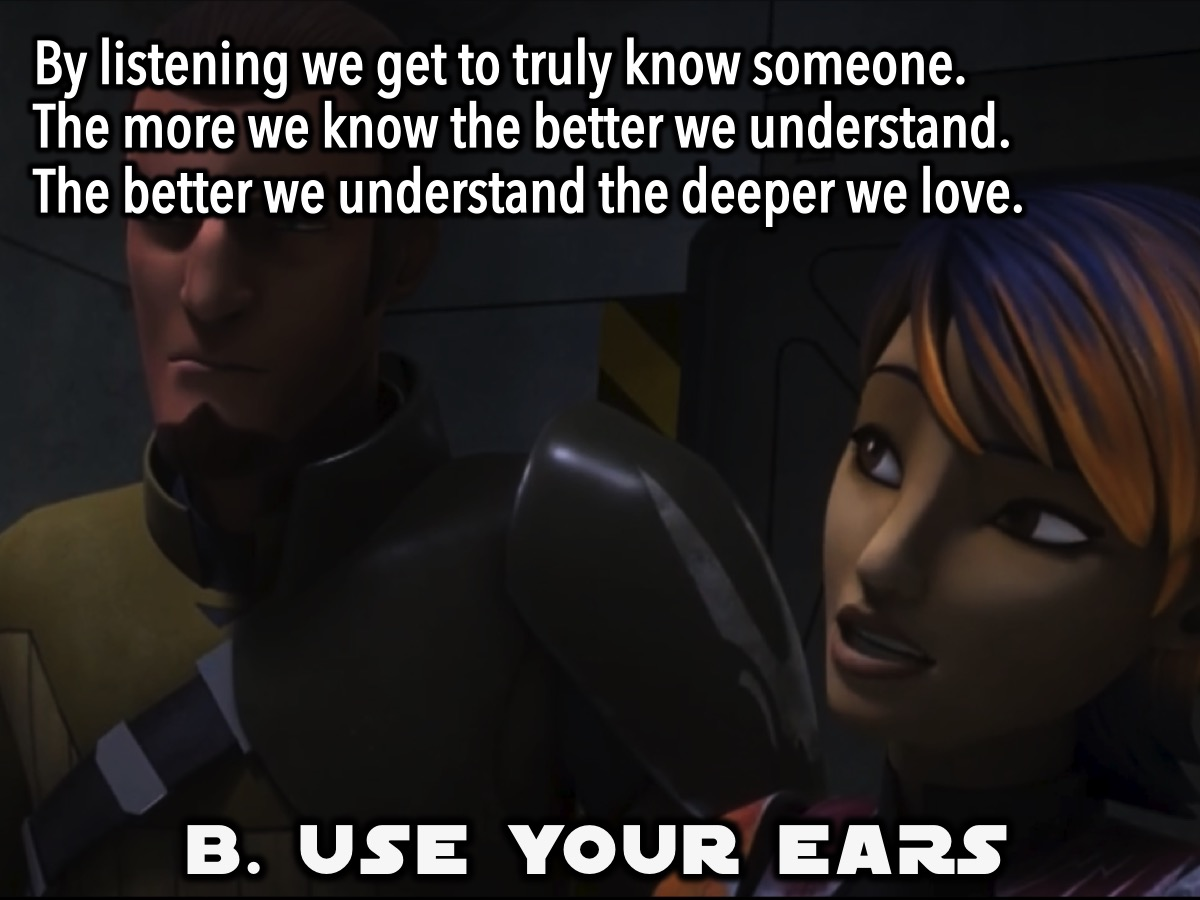 By listening we get to truly know someone.
The more we know the better we understand.
The better we understand the deeper we love.
B. USE YOUR EARS